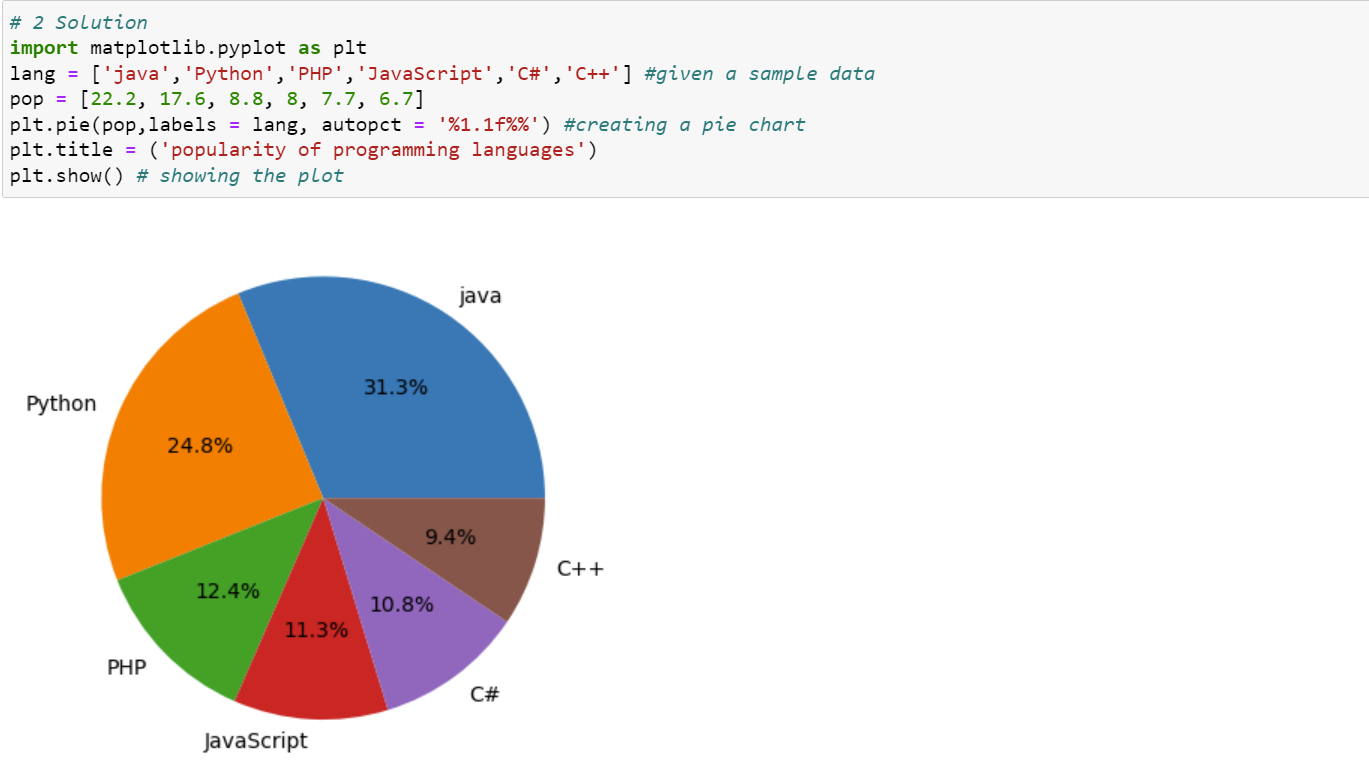 # 2 Solution
import matplotlib.pyplot as plt
lang = ['java','Python','PHP','JavaScript','C#','C++'] #given a sample data
pop = [22.2, 17.6, 8.8, 8, 7.7, 6.7]
plt.pie(pop,labels = lang, autopct = '%1.1f%%') #creating a pie chart
plt.title = ('popularity of programming languages')
plt.show() # showing the plot
java
31.3%
Python
24.8%
9.4%
C++
12.4%
10.8%
11.3%
PHP
C#
JavaScript